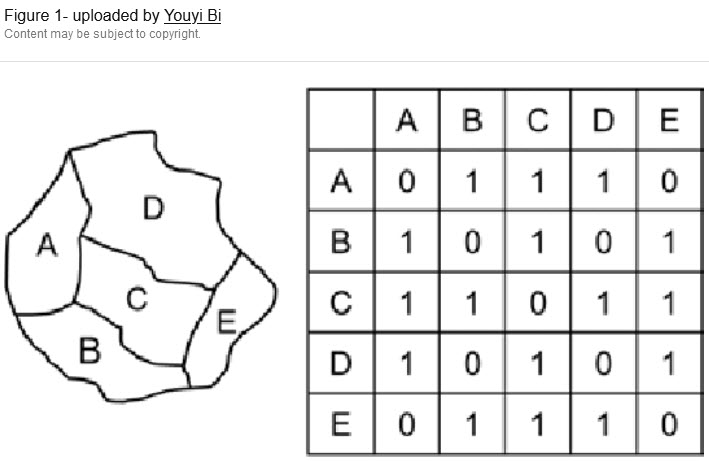 Figure 1- uploaded by Youyi Bi
Content may be subject to copyright.
A
B
C
D
E
A B C D E
A 0 1 1 1 0
B 1 0 1 0 1
C 1 1 0 1 1
D 1 0 1 0 1
E 0 1 1 1 0